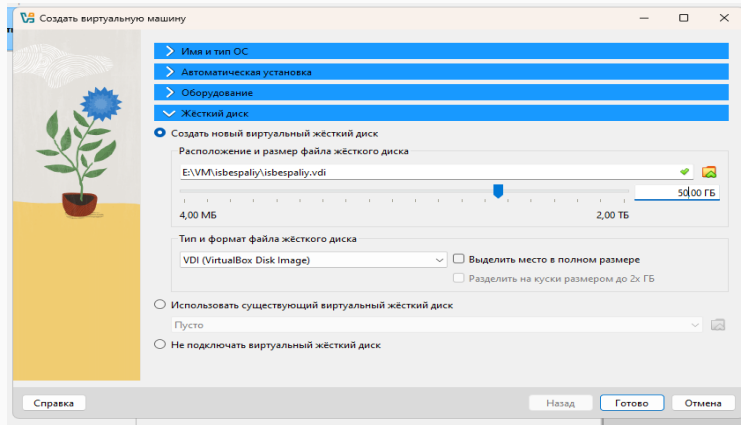 Создать виртуальную машину
Имя и тип ОС
Автоматическая установка
Оборудование
Жёсткий диск
Создать новый виртуальный жёсткий диск
Расположение и размер файла жёсткого диска
E:\VM\isbespaliy\isbespaliy.vdi
50,00 ГБ
4,00 МБ
2,00 ТБ
Тип и формат файла жёсткого диска
VDI (VirtualBox Disk Image)
Выделить место в полном размере
Разделить на куски размером до 2х ГБ
Использовать существующий виртуальный жёсткий диск
Пусто
Не подключать виртуальный жёсткий диск
Справка
Назад
Готово
Отмена